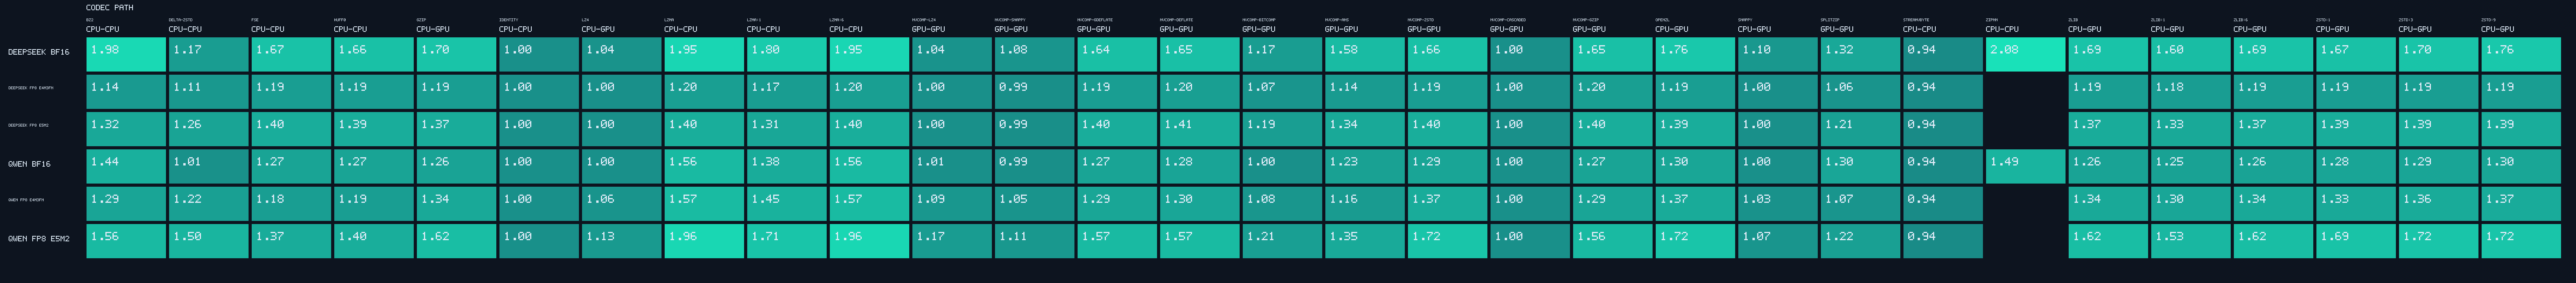 CODEC PATH
BZ2 DELTA-ZSTD FSE HUFF0 GZIP IDENTITY LZ4 LZMA LZMA-1 LZMA-6 NVCOMP-LZ4 NVCOMP-SNAPPY NVCOMP-GDEFLATE NVCOMP-DEFLATE NVCOMP-BITCOMP NVCOMP-ANS NVCOMP-ZSTD NVCOMP-CASCADED NVCOMP-GZIP OPENZL SNAPPY SPLITZIP STREAMBYTE ZIPNN ZLIB ZLIB-1 ZLIB-6 ZSTD-1 ZSTD-3 ZSTD-9
CPU-CPU CPU-CPU CPU-CPU CPU-CPU CPU-CPU CPU-CPU CPU-CPU CPU-CPU CPU-CPU CPU-CPU GPU-GPU GPU-GPU GPU-GPU GPU-GPU GPU-GPU GPU-GPU GPU-GPU GPU-GPU GPU-GPU CPU-GPU CPU-GPU GPU-GPU CPU-CPU CPU-CPU CPU-GPU CPU-GPU CPU-GPU CPU-GPU CPU-GPU CPU-GPU
DEEPSEEK BF16 1.98 1.17 1.67 1.66 1.70 1.00 1.04 1.95 1.80 1.95 1.04 1.08 1.64 1.65 1.17 1.58 1.66 1.00 1.65 1.76 1.10 1.32 0.94 2.08 1.69 1.60 1.69 1.67 1.70 1.76
DEEPSEEK FP8 E4M3FN 1.14 1.11 1.19 1.19 1.19 1.00 1.00 1.20 1.17 1.20 1.00 0.99 1.19 1.20 1.07 1.14 1.19 1.00 1.20 1.19 1.00 1.06 0.94 1.19 1.18 1.19 1.19 1.19 1.19
DEEPSEEK FP8 E5M2 1.32 1.26 1.40 1.39 1.37 1.00 1.00 1.40 1.31 1.40 1.00 0.99 1.40 1.41 1.19 1.34 1.40 1.00 1.40 1.39 1.00 1.21 0.94 1.37 1.33 1.37 1.39 1.39 1.39
QWEN BF16 1.44 1.01 1.27 1.27 1.26 1.00 1.00 1.56 1.38 1.56 1.01 0.99 1.27 1.28 1.00 1.23 1.29 1.00 1.27 1.30 1.00 1.30 0.94 1.49 1.26 1.25 1.26 1.28 1.29 1.30
QWEN FP8 E4M3FN 1.29 1.22 1.18 1.19 1.34 1.00 1.06 1.57 1.45 1.57 1.09 1.05 1.29 1.30 1.08 1.16 1.37 1.00 1.29 1.37 1.03 1.07 0.94 1.34 1.30 1.34 1.33 1.36 1.37
QWEN FP8 E5M2 1.56 1.50 1.37 1.40 1.62 1.00 1.13 1.96 1.71 1.96 1.17 1.11 1.57 1.57 1.21 1.35 1.72 1.00 1.56 1.72 1.07 1.22 0.94 1.62 1.53 1.62 1.69 1.72 1.72